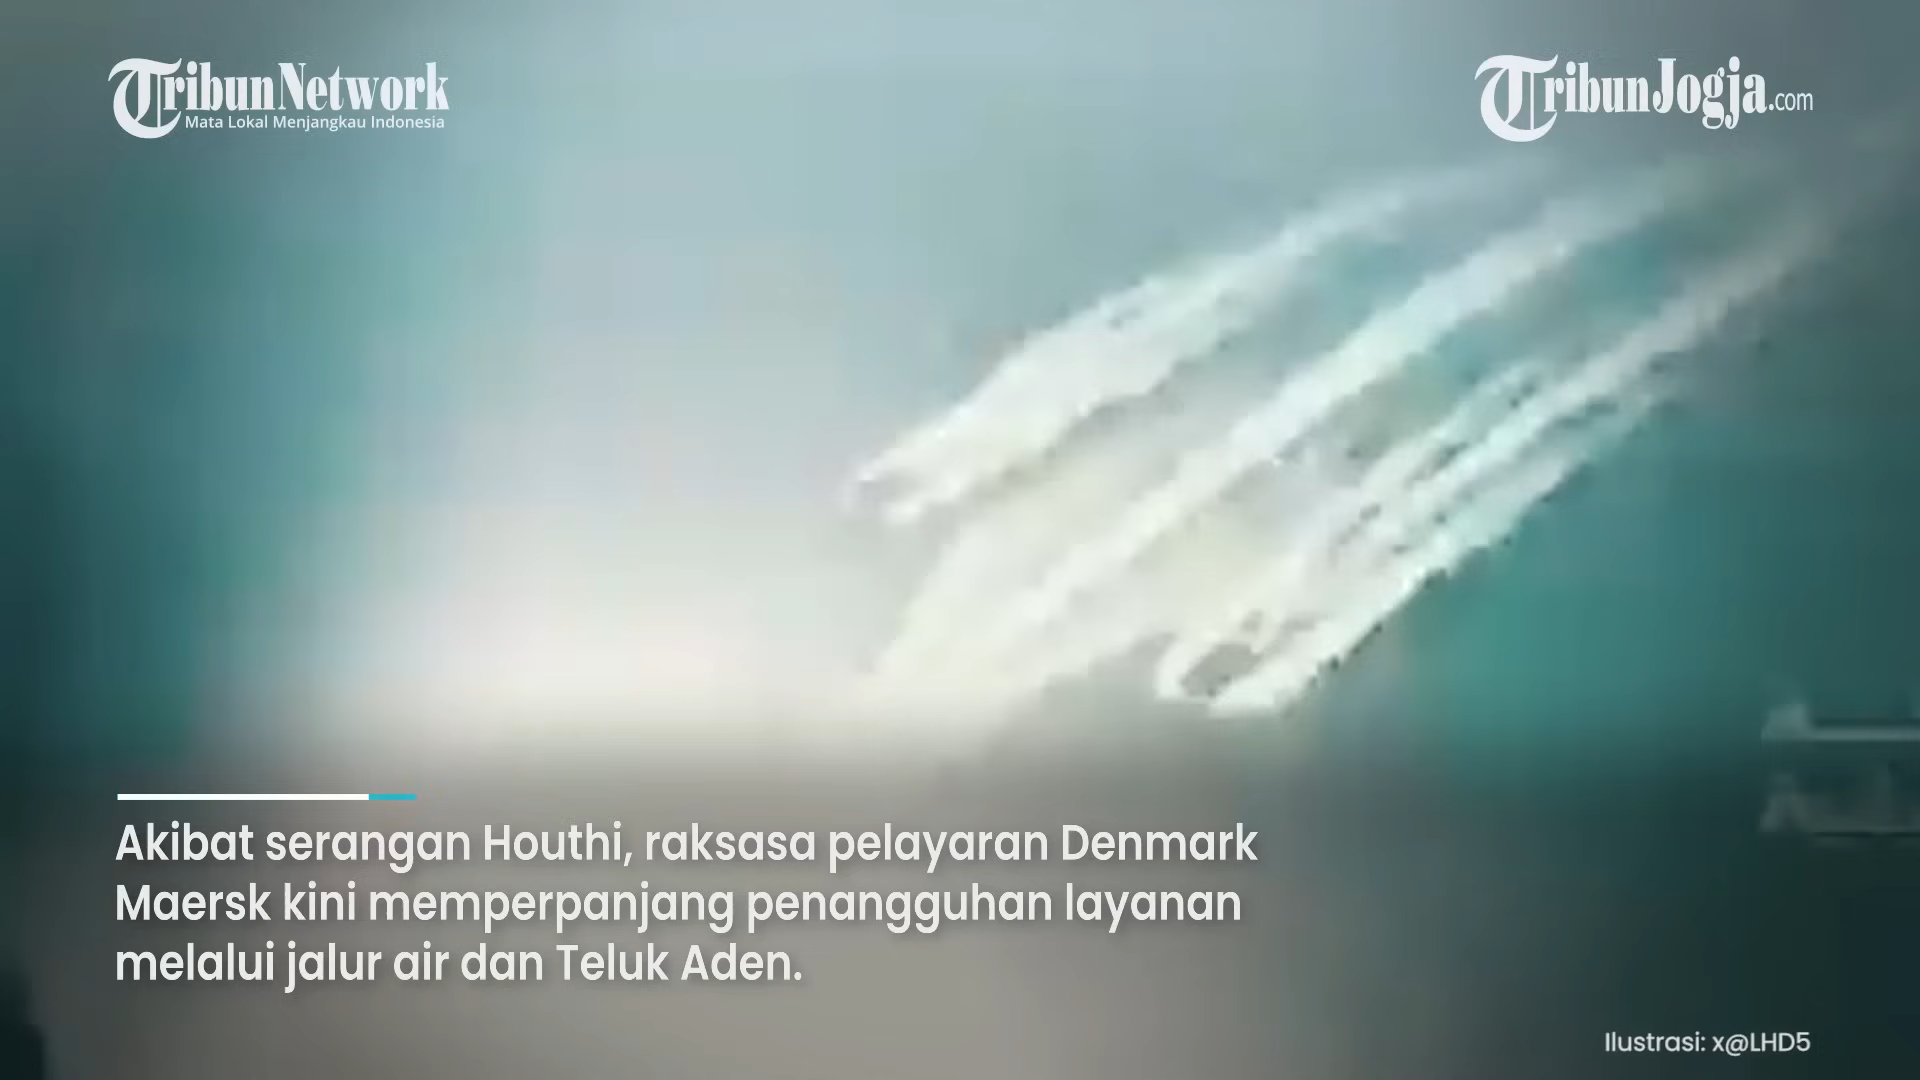 TribunNetwork
Mata Lokal Menjangkau Indonesia
TribunJogja.com
Akibat serangan Houthi, raksasa pelayaran Denmark
Maersk kini memperpanjang penangguhan layanan
melalui jalur air dan Teluk Aden.
Ilustrasi: x@LHD5